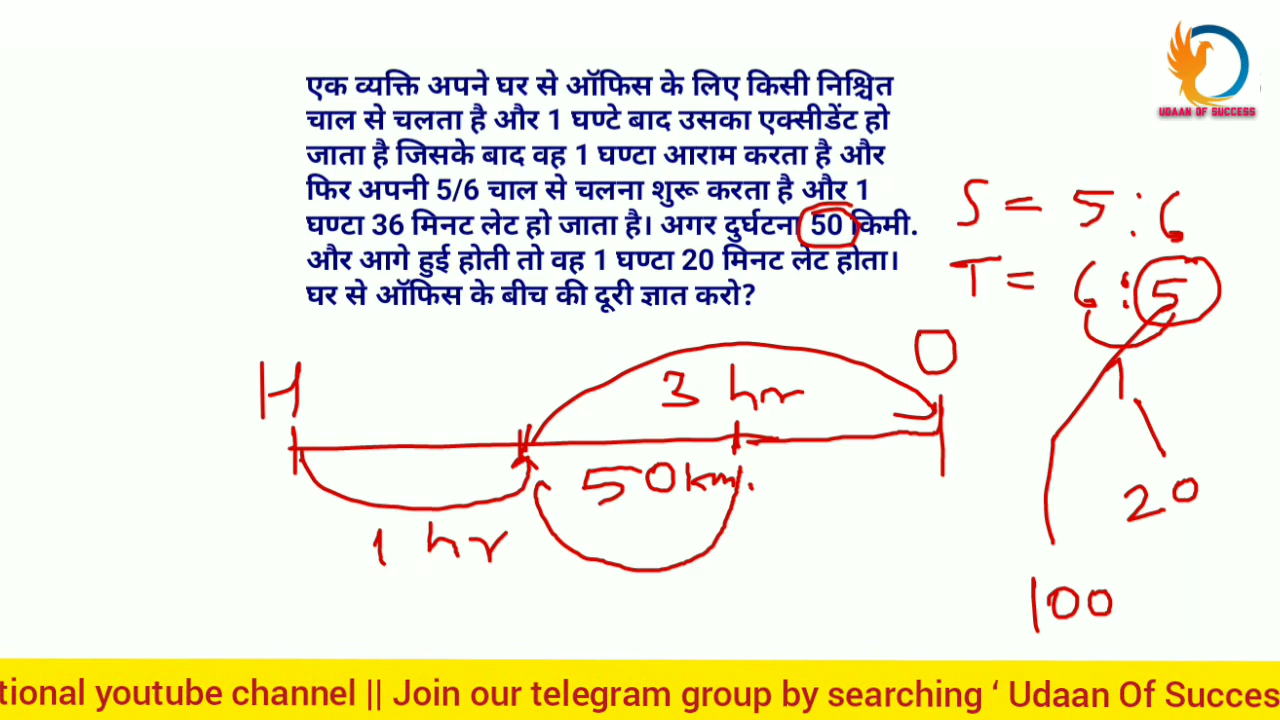 UDAAN OF SUCCESS
एक व्यक्ति अपने घर से ऑफिस के लिए किसी निश्चित
चाल से चलता है और 1 घण्टे बाद उसका एक्सीडेंट हो
जाता है जिसके बाद वह 1 घण्टा आराम करता है और
फिर अपनी 5/6 चाल से चलना शुरू करता है और 1
घण्टा 36 मिनट लेट हो जाता है। अगर दुर्घटना 50 किमी.
और आगे हुई होती तो वह 1 घण्टा 20 मिनट लेट होता।
घर से ऑफिस के बीच की दूरी ज्ञात करो?
S = 5 : 6
T = 6 : 5
1
20
100
H
O
3 hr
50km.
1 hr
tional youtube channel || Join our telegram group by searching ‘ Udaan Of Succes